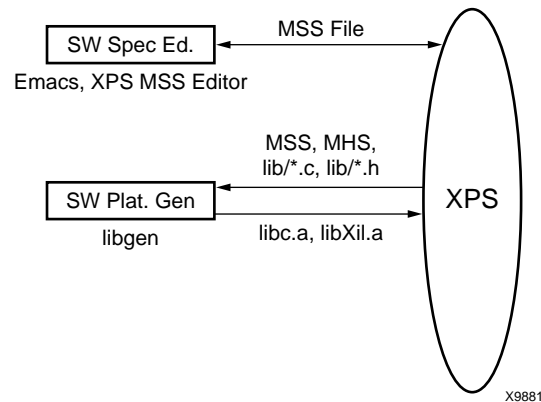 SW Spec Ed.
MSS File
Emacs, XPS MSS Editor
MSS, MHS,
lib/*.c, lib/*.h
SW Plat. Gen
libgen
libc.a, libXil.a
XPS
X9881